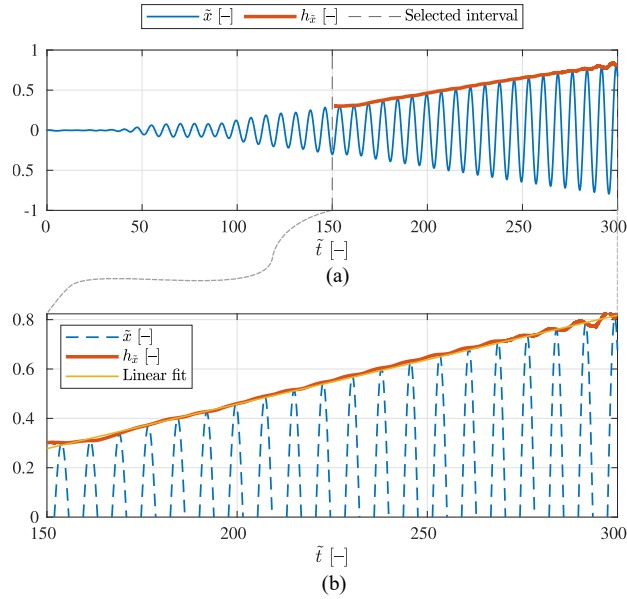 x̃ [–] h_x̃ [–] Selected interval
1
0.5
0
0.5
-1
0 50 100 150 200 250 300
t̃ [–]
(a)
0.8
0.6
0.4
0.2
0
x̃ [–]
h_x̃ [–]
Linear fit
150 200 250 300
t̃ [–]
(b)